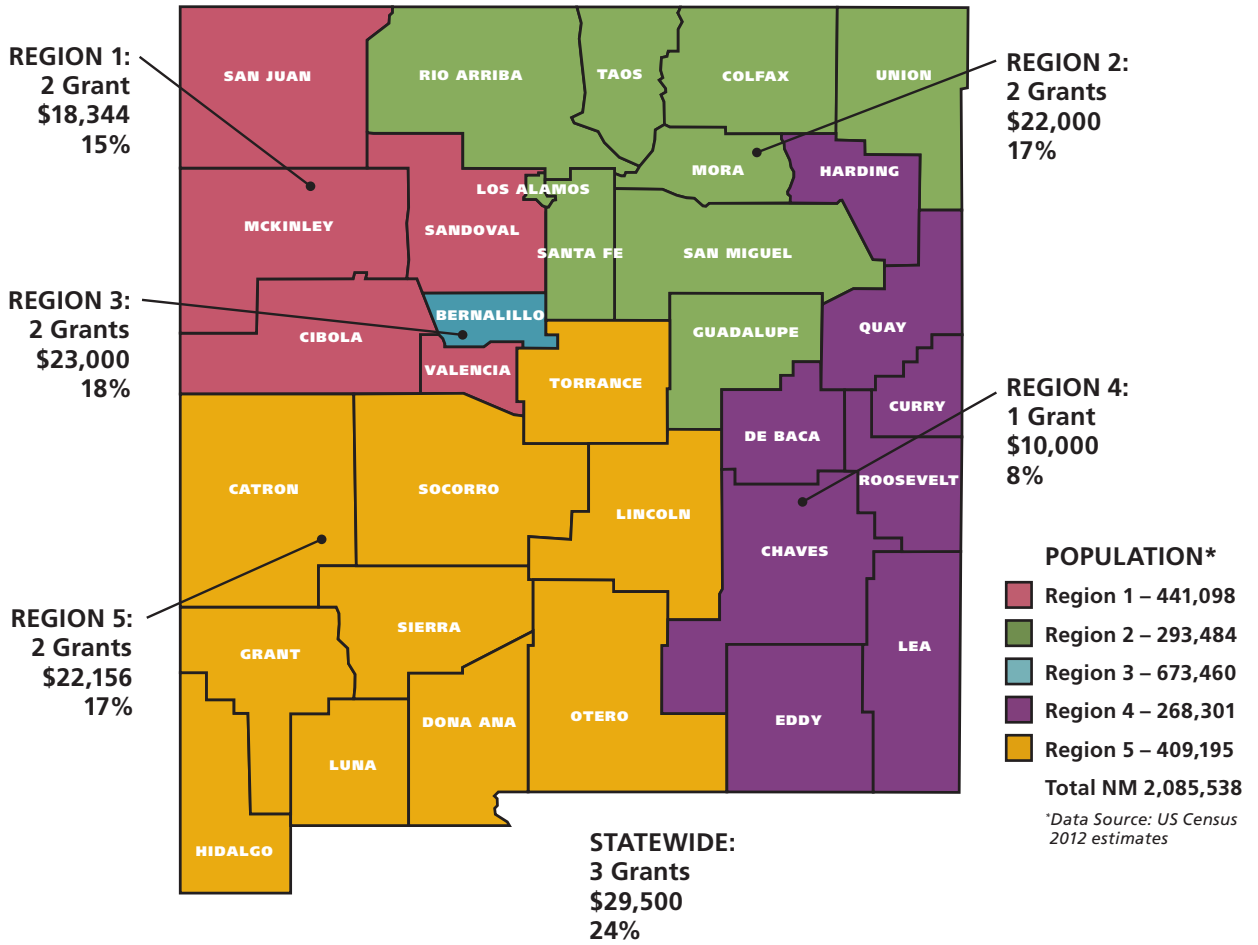 REGION 1:
2 Grant
$18,344
15%
REGION 2:
2 Grants
$22,000
17%
REGION 3:
2 Grants
$23,000
18%
REGION 4:
1 Grant
$10,000
8%
REGION 5:
2 Grants
$22,156
17%
SAN JUAN
RIO ARRIBA
TAOS
COLFAX
UNION
MORA
HARDING
LOS ALAMOS
MCKINLEY
SANDOVAL
SANTA FE
SAN MIGUEL
BERNALILLO
CIBOLA
GUADALUPE
QUAY
VALENCIA
TORRANCE
CURRY
DE BACA
CATRON
SOCORRO
ROOSEVELT
LINCOLN
CHAVES
SIERRA
GRANT
LEA
DONA ANA
OTERO
EDDY
LUNA
HIDALGO
POPULATION*
Region 1 – 441,098
Region 2 – 293,484
Region 3 – 673,460
Region 4 – 268,301
Region 5 – 409,195
Total NM 2,085,538
*Data Source: US Census
2012 estimates
STATEWIDE:
3 Grants
$29,500
24%